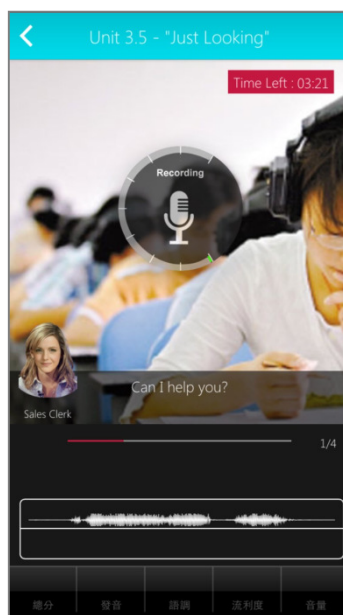 Unit 3.5 - "Just Looking"
Time Left : 03:21
Recording
Can I help you?
Sales Clerk
1/4
總分 發音 語調 流利度 音量